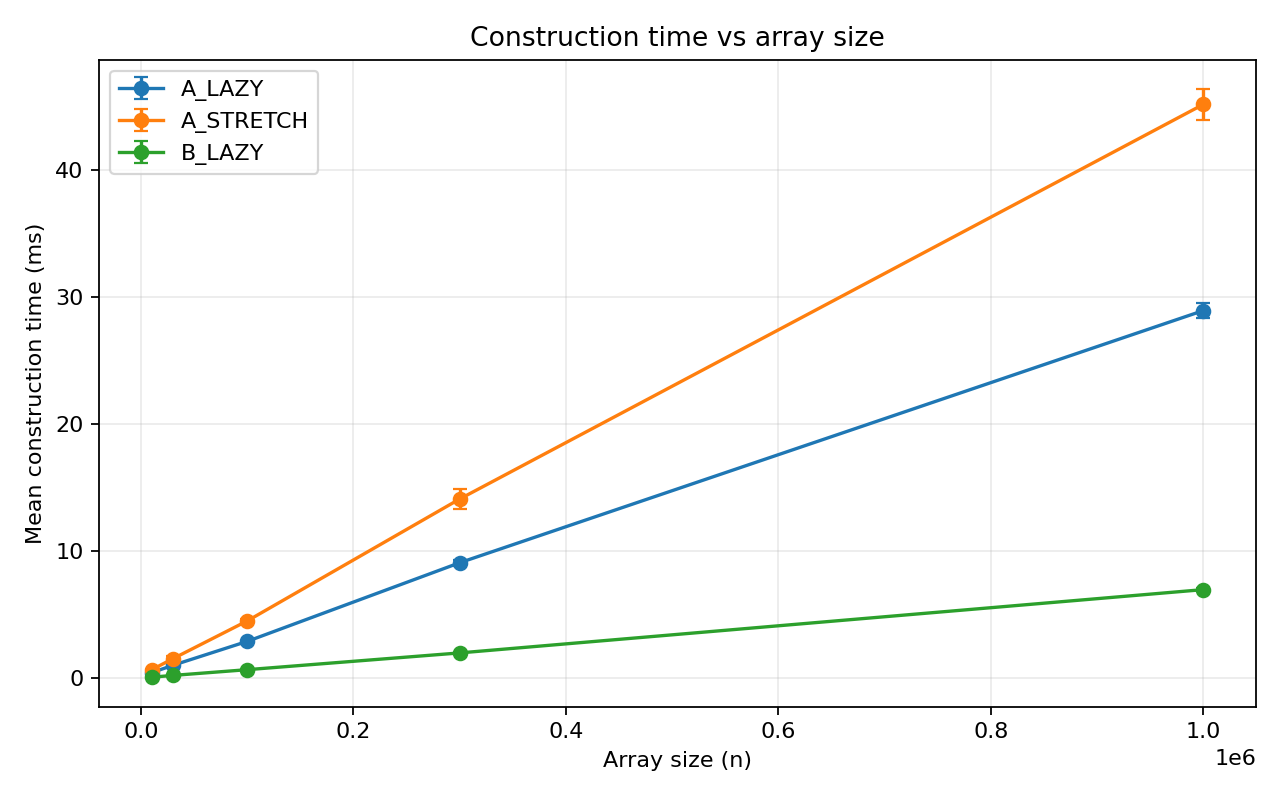 Construction time vs array size
A_LAZY
A_STRETCH
B_LAZY
Mean construction time (ms)
40
30
20
10
0
0.0 0.2 0.4 0.6 0.8 1.0
1e6
Array size (n)